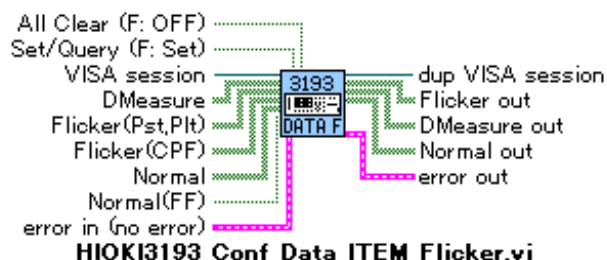 All Clear (F: OFF)
Set/Query (F: Set)
VISA session
DMeasure
Flicker(Pst,Plt)
Flicker(CPF)
Normal
Normal(FF)
error in (no error)
3193
DATA F
dup VISA session
Flicker out
DMeasure out
Normal out
error out
HIOKI3193 Conf Data ITEM Flicker.vi